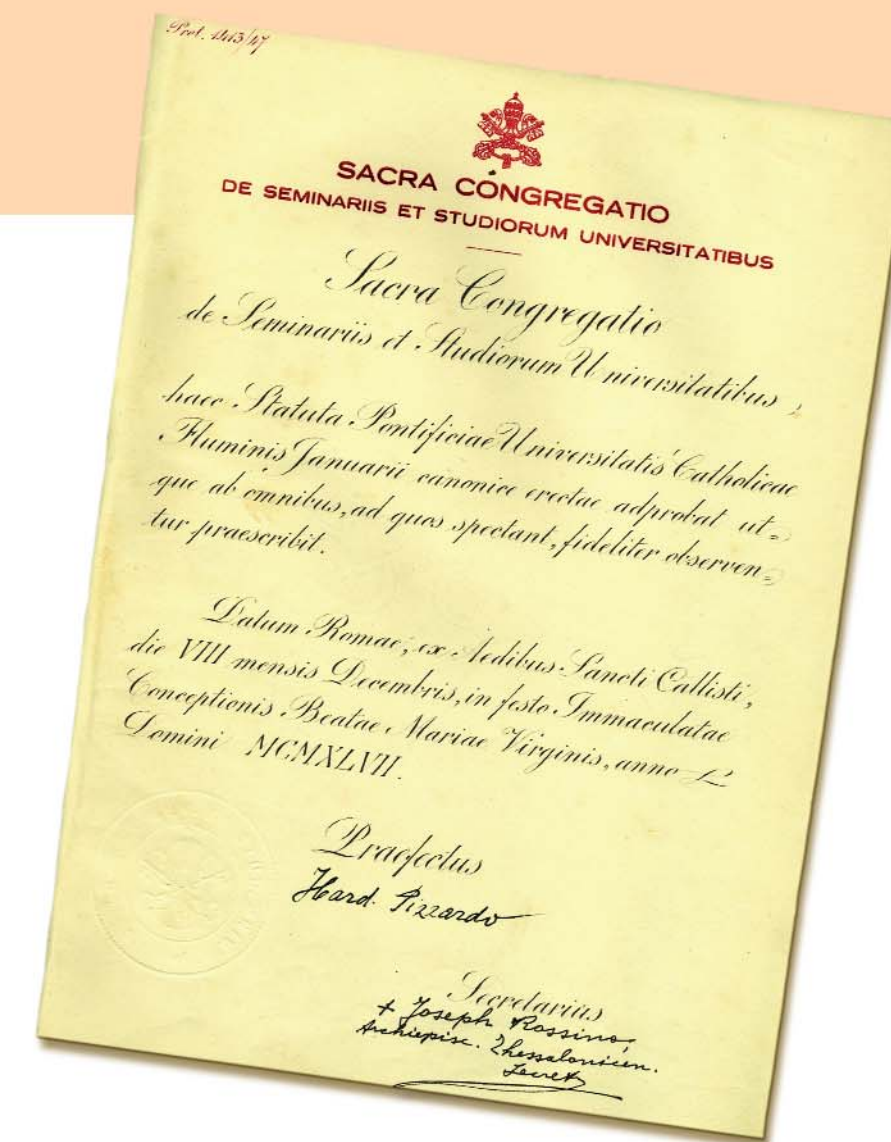 Prot.
SACRA CONGREGATIO
DE SEMINARIIS ET STUDIORUM UNIVERSITATIBUS
Sacra Congregatio
de Seminariis et Studiorum Universitatibus,
haec Statuta Pontificiae Universitatis Catholicae
Fluminis Januarii canonice erectae adprobat ut=
que ab omnibus, ad quos spectant, fideliter observen=
tur praescribit.
Datum Romae, ex Aedibus Sancti Callisti,
die VIII mensis Decembris, in festo Immaculatae
Conceptionis Beatae Mariae Virginis, anno
Domini MCMXLVII.
Praefectus
Pizzardo
Secretarius
+ Joseph Rossino,
Archiepisc. Thessalonicen.
Secret.